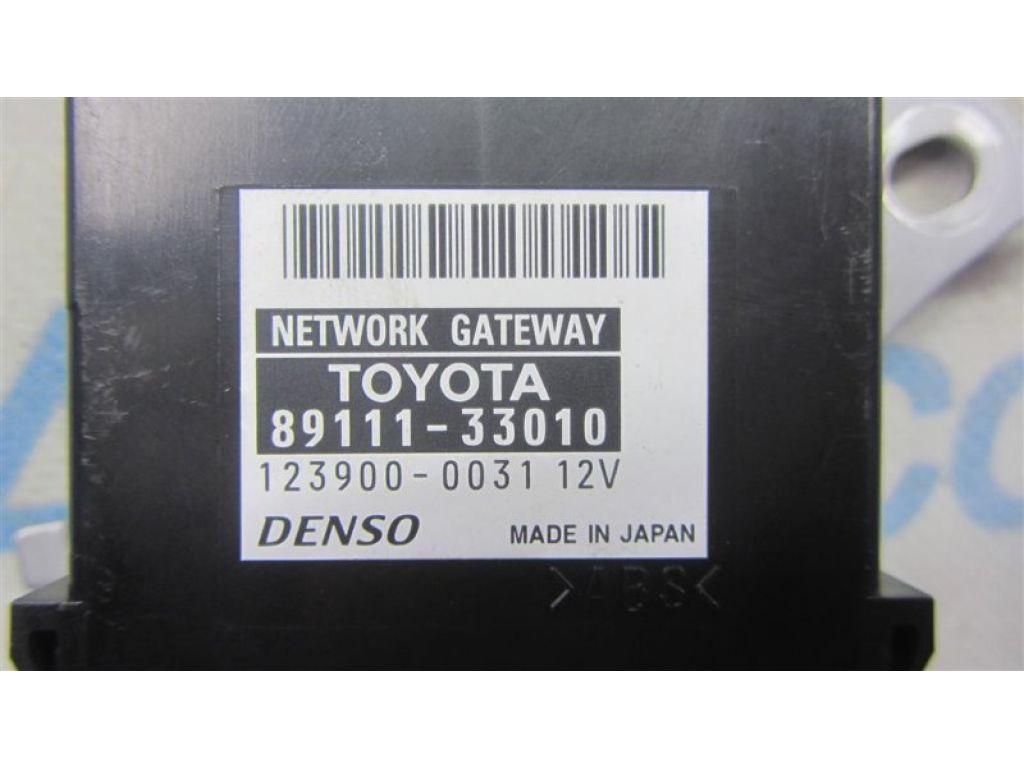 NETWORK GATEWAY
TOYOTA
89111-33010
123900-0031 12V
DENSO MADE IN JAPAN
>ABS<